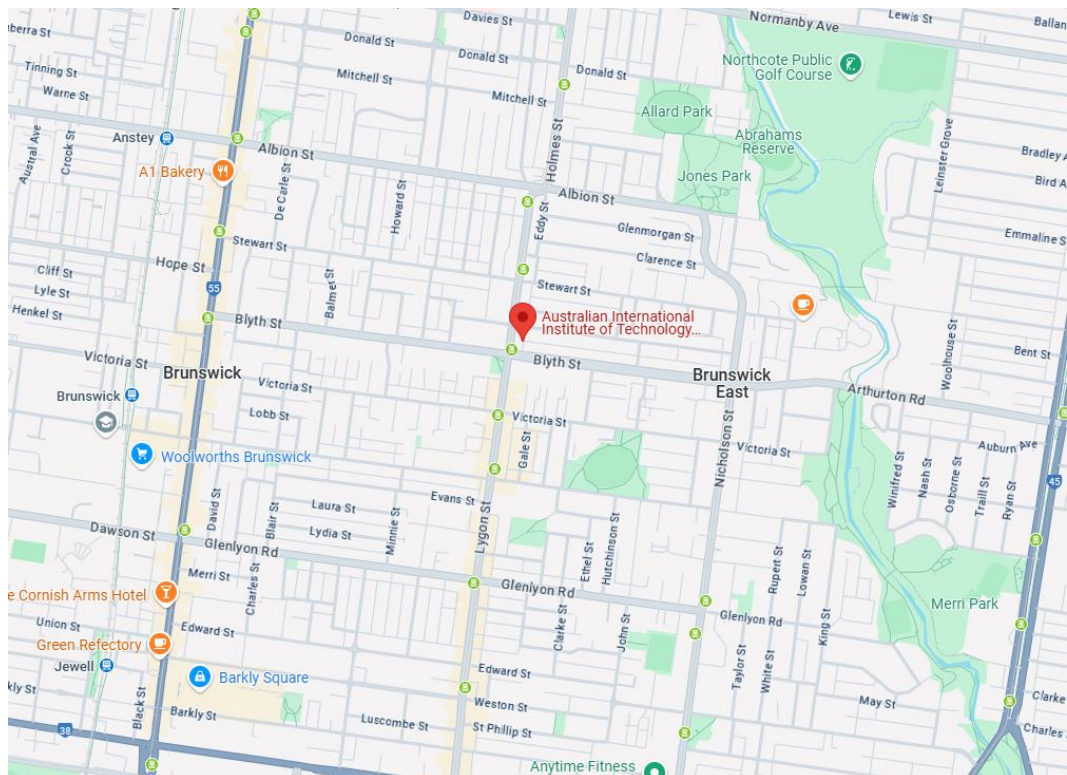 Davies St
Normanby Ave
Lewis St
Ballan
berra St
Donald St
Donald St
Donald St
Northcote Public
Golf Course
Tinning St
Mitchell St
Mitchell St
Warne St
Allard Park
Holmes St
Leinster Grove
Austral Ave
Crook St
Anstey
Albion St
Abrahams
Reserve
Bradley A
A1 Bakery
Jones Park
Bird A
De Carle St
Howard St
Albion St
Eddy St
Glenmorgan St
Emmaline S
Stewart St
Hope St
Clarence St
Cliff St
Balmer St
Stewart St
Lyle St
55
Henkel St
Blyth St
Australian International
Institute of Technology...
Woolhouse St
Bent St
Victoria St
Blyth St
Brunswick
Brunswick
East
Victoria St
Arthurton Rd
Brunswick
Lobb St
Victoria St
Gale St
Nicholson St
Victoria St
Auburn Ave
Woolworths Brunswick
Winifred St
Nash St
Osborne St
Traill St
Ryan St
45
David St
Blair St
Laura St
Evans St
Minnie St
Lygon St
Lydia St
Dawson St
Glenlyon Rd
Ethel St
Hutchinson St
Rupert St
Lowan St
Merri St
Charles St
Glenlyon Rd
Merri Park
e Cornish Arms Hotel
Glenlyon Rd
King St
Union St
Edward St
Clarke St
John St
Green Refectory
Jewell
Edward St
Taylor St
White St
Barkly Square
rkly St
Black St
Weston St
May St
Clarke
Barkly St
Luscombe St
St Phillip St
38
Charles S
Anytime Fitness